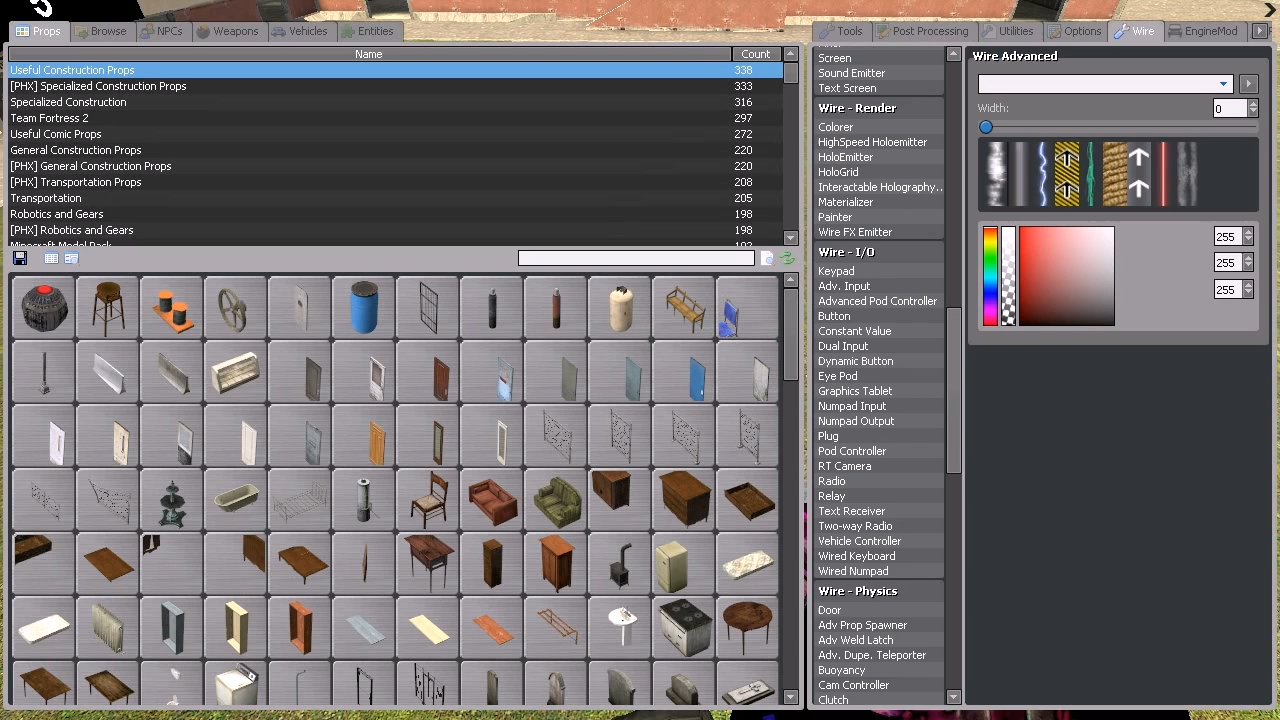 Props Browse NPCs Weapons Vehicles Entities
Name Count
Useful Construction Props 338
[PHX] Specialized Construction Props 333
Specialized Construction 316
Team Fortress 2 297
Useful Comic Props 272
General Construction Props 220
[PHX] General Construction Props 220
[PHX] Transportation Props 208
Transportation 205
Robotics and Gears 198
[PHX] Robotics and Gears 198
Minecraft Model Pack
Tools Post Processing Utilities Options Wire EngineMod
Screen
Sound Emitter
Text Screen
Wire - Render
Colorer
HighSpeed Holoemitter
HoloEmitter
HoloGrid
Interactable Holography..
Materializer
Painter
Wire FX Emitter
Wire - I/O
Keypad
Adv. Input
Advanced Pod Controller
Button
Constant Value
Dual Input
Dynamic Button
Eye Pod
Graphics Tablet
Numpad Input
Numpad Output
Plug
Pod Controller
RT Camera
Radio
Relay
Text Receiver
Two-way Radio
Vehicle Controller
Wired Keyboard
Wired Numpad
Wire - Physics
Door
Adv Prop Spawner
Adv Weld Latch
Adv. Dupe. Teleporter
Buoyancy
Cam Controller
Clutch
Wire Advanced
Width: 0
255
255
255